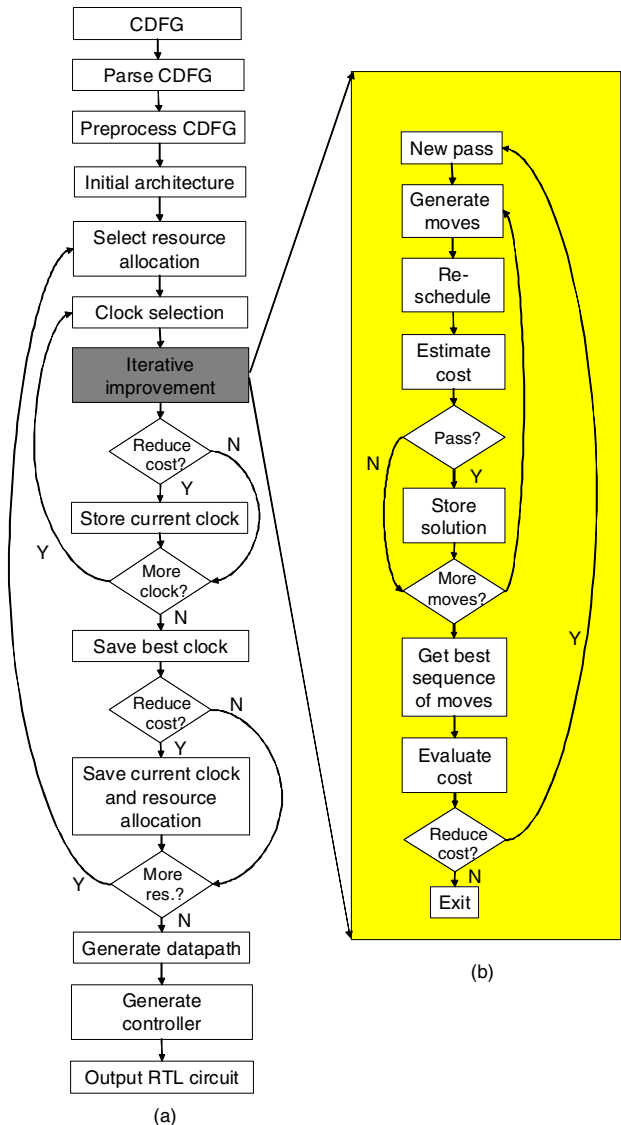 CDFG
Parse CDFG
Preprocess CDFG
Initial architecture
Select resource
allocation
Clock selection
Iterative
improvement
Reduce
cost?
N
Y
Store current clock
Y
More
clock?
N
Save best clock
Reduce
cost?
N
Y
Save current clock
and resource
allocation
Y
More
res.?
N
Generate datapath
Generate
controller
Output RTL circuit
(a)
New pass
Generate
moves
Re-
schedule
Estimate
cost
Pass?
N
Y
Store
solution
More
moves?
Y
Get best
sequence
of moves
Evaluate
cost
Reduce
cost?
N
Exit
(b)